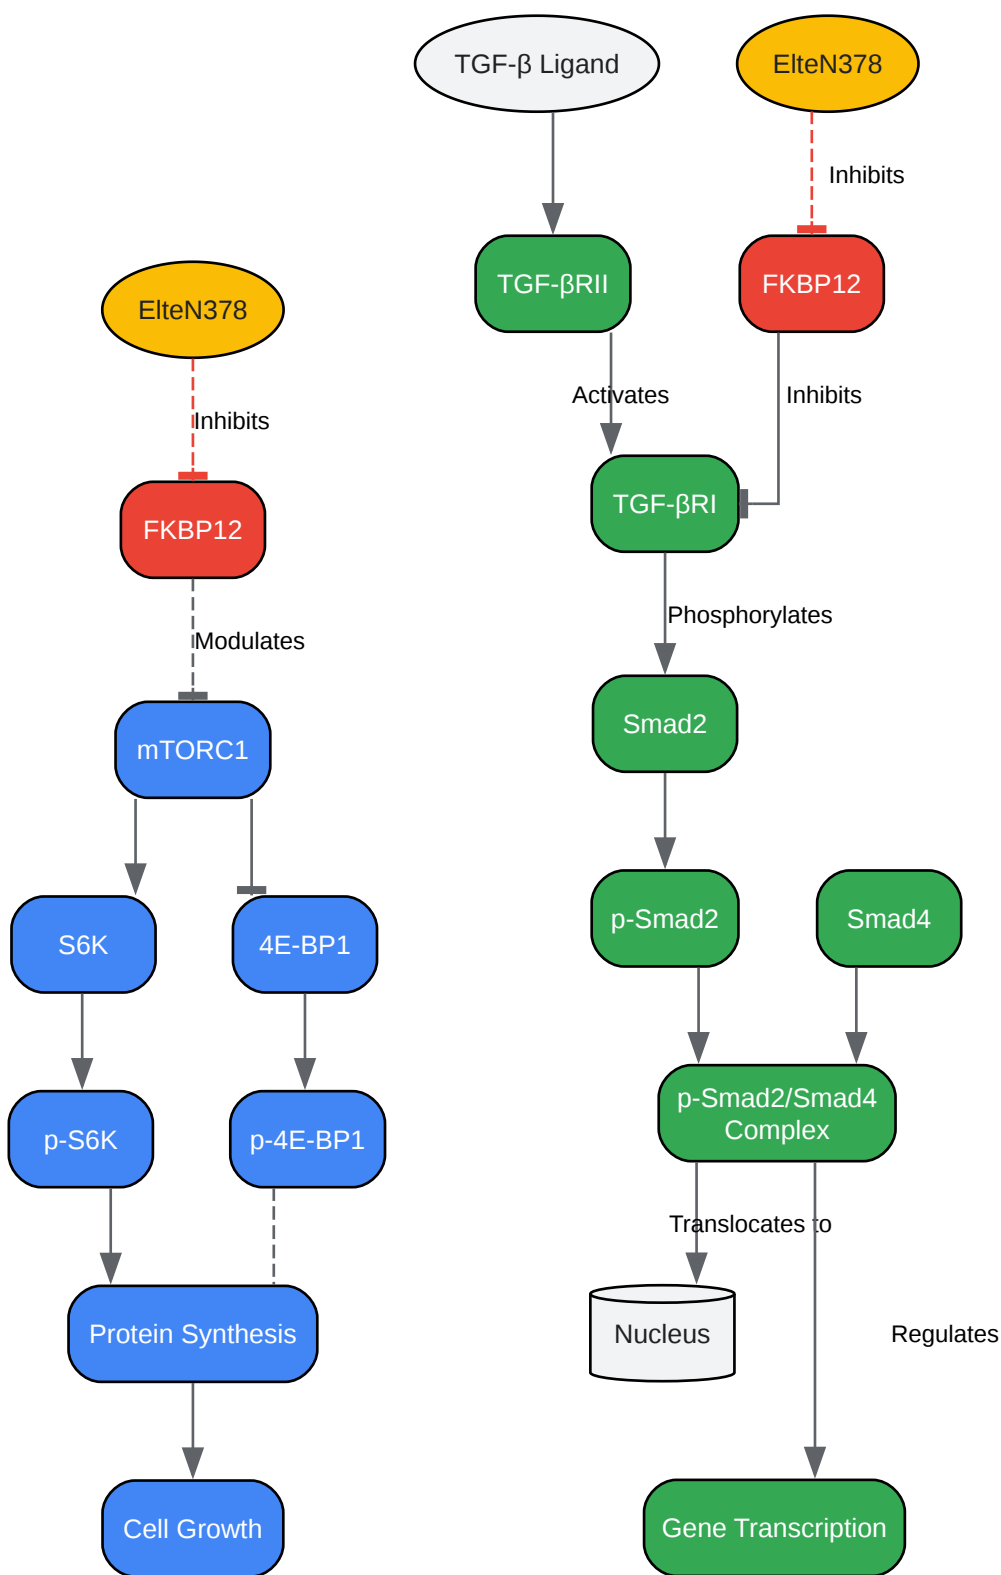 TGF-β Ligand
ElteN378
Inhibits
TGF-βRII
FKBP12
ElteN378
Activates
Inhibits
Inhibits
TGF-βRI
FKBP12
Phosphorylates
Modulates
Smad2
mTORC1
p-Smad2
Smad4
S6K
4E-BP1
p-Smad2/Smad4
Complex
p-S6K
p-4E-BP1
Translocates to
Protein Synthesis
Nucleus
Regulates
Cell Growth
Gene Transcription